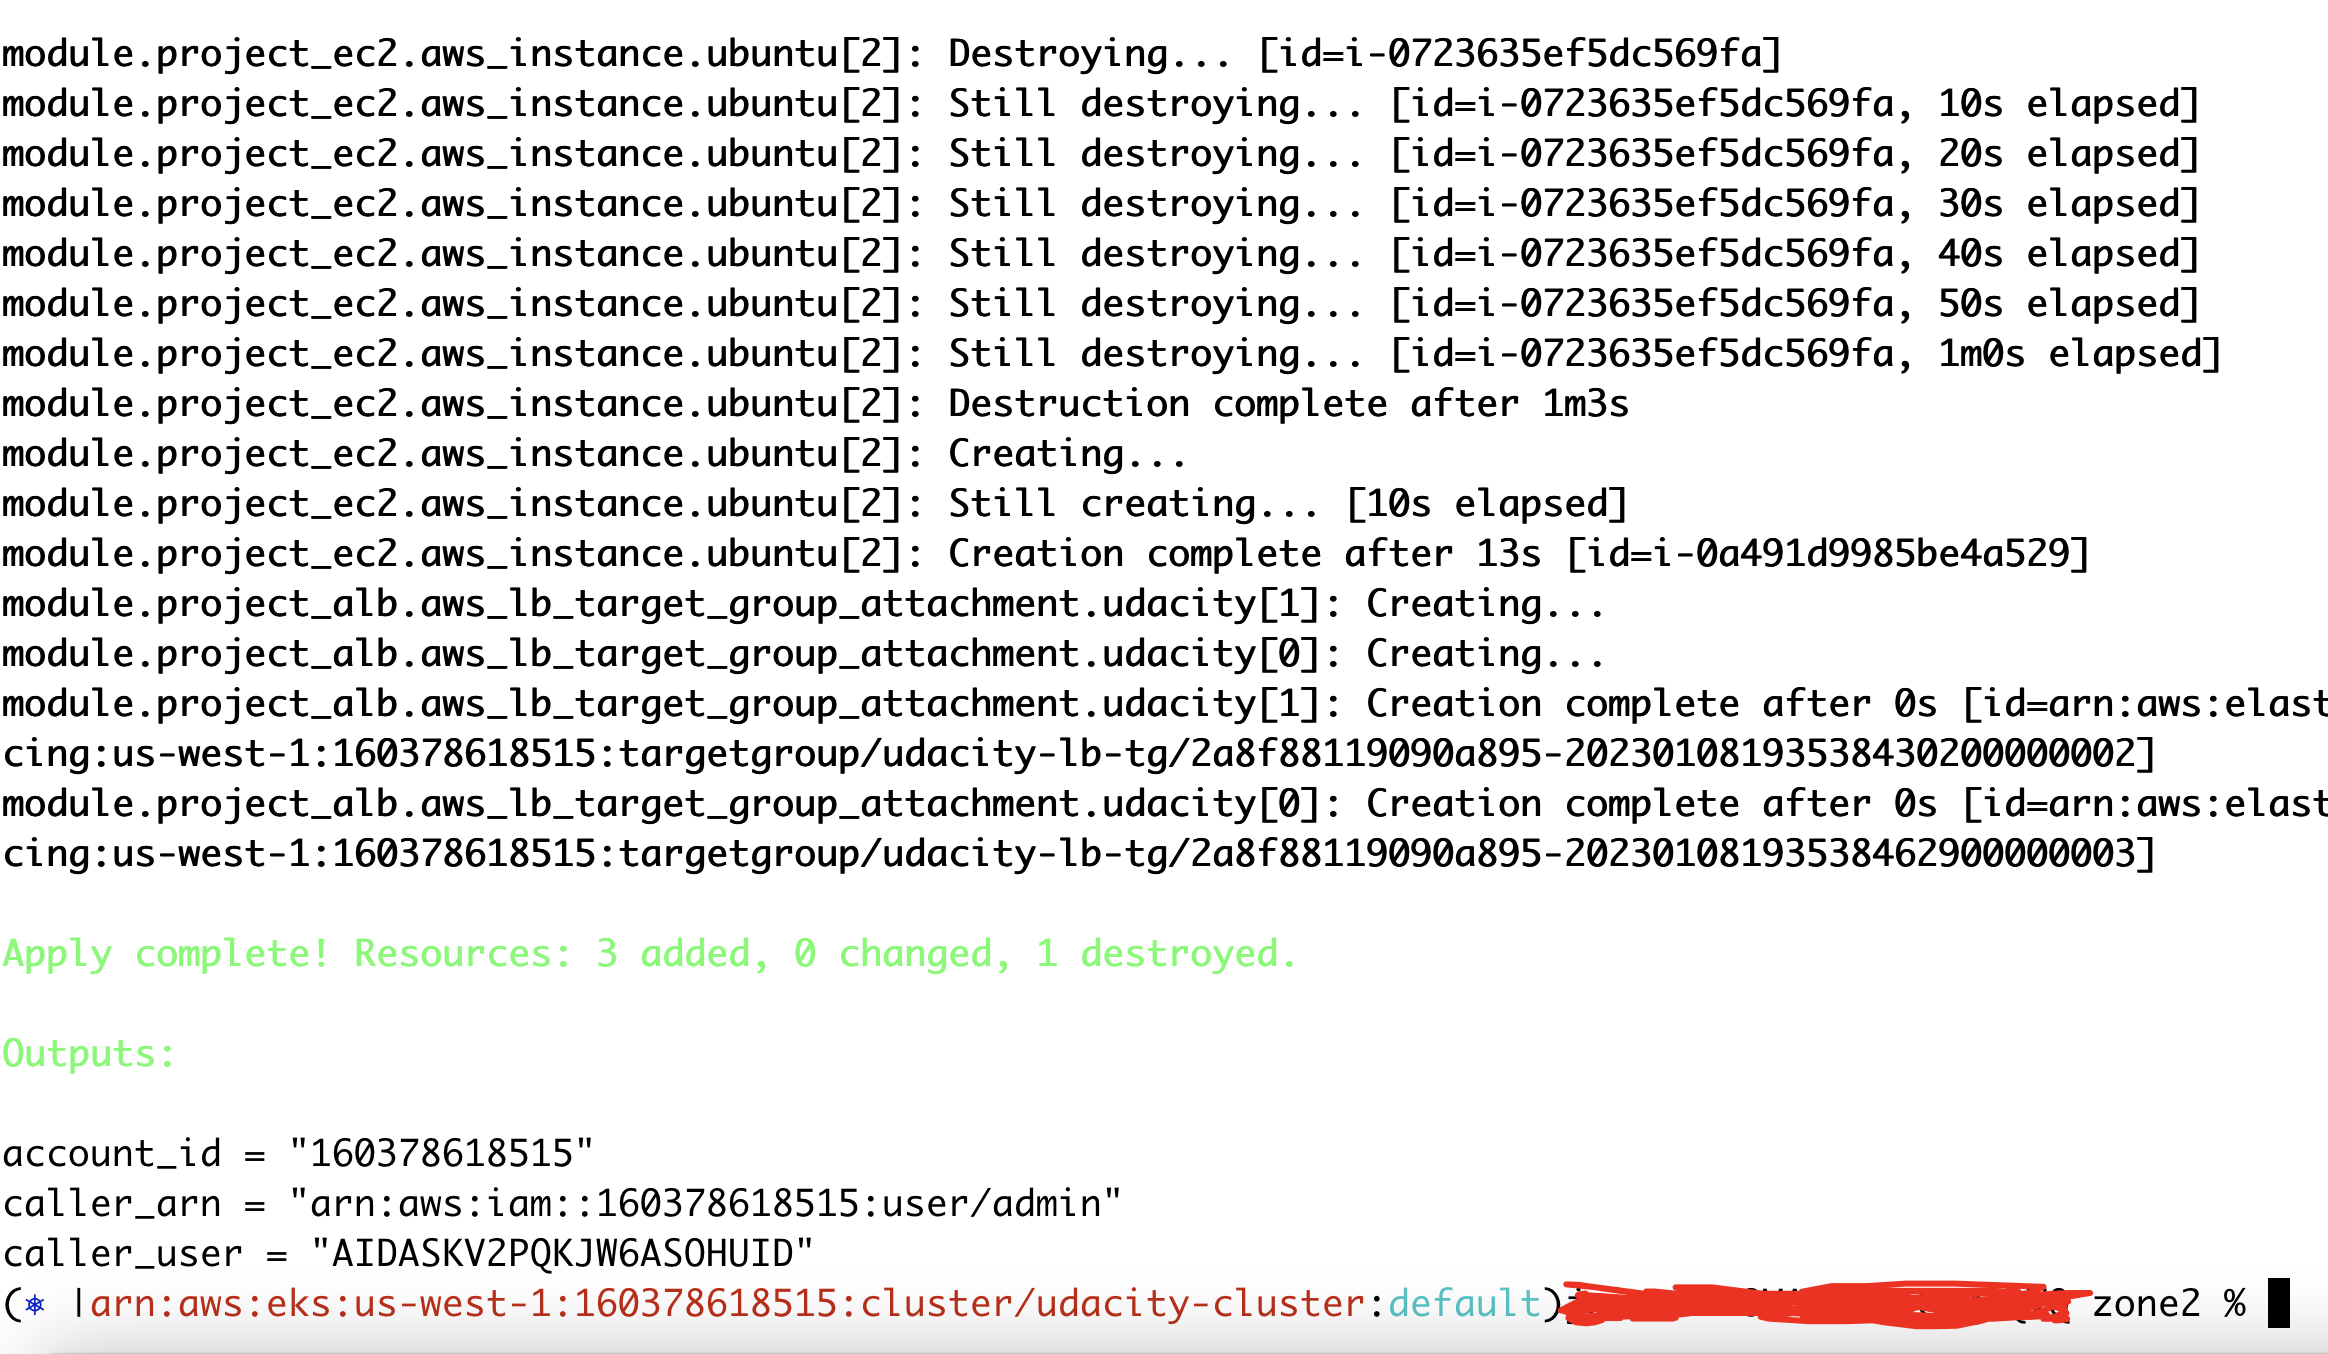 module.project_ec2.aws_instance.ubuntu[2]: Destroying... [id=i-0723635ef5dc569fa]
module.project_ec2.aws_instance.ubuntu[2]: Still destroying... [id=i-0723635ef5dc569fa, 10s elapsed]
module.project_ec2.aws_instance.ubuntu[2]: Still destroying... [id=i-0723635ef5dc569fa, 20s elapsed]
module.project_ec2.aws_instance.ubuntu[2]: Still destroying... [id=i-0723635ef5dc569fa, 30s elapsed]
module.project_ec2.aws_instance.ubuntu[2]: Still destroying... [id=i-0723635ef5dc569fa, 40s elapsed]
module.project_ec2.aws_instance.ubuntu[2]: Still destroying... [id=i-0723635ef5dc569fa, 50s elapsed]
module.project_ec2.aws_instance.ubuntu[2]: Still destroying... [id=i-0723635ef5dc569fa, 1m0s elapsed]
module.project_ec2.aws_instance.ubuntu[2]: Destruction complete after 1m3s
module.project_ec2.aws_instance.ubuntu[2]: Creating...
module.project_ec2.aws_instance.ubuntu[2]: Still creating... [10s elapsed]
module.project_ec2.aws_instance.ubuntu[2]: Creation complete after 13s [id=i-0a491d9985be4a529]
module.project_alb.aws_lb_target_group_attachment.udacity[1]: Creating...
module.project_alb.aws_lb_target_group_attachment.udacity[0]: Creating...
module.project_alb.aws_lb_target_group_attachment.udacity[1]: Creation complete after 0s [id=arn:aws:elast
cing:us-west-1:160378618515:targetgroup/udacity-lb-tg/2a8f88119090a895-20230108193538430200000002]
module.project_alb.aws_lb_target_group_attachment.udacity[0]: Creation complete after 0s [id=arn:aws:elast
cing:us-west-1:160378618515:targetgroup/udacity-lb-tg/2a8f88119090a895-20230108193538462900000003]
Apply complete! Resources: 3 added, 0 changed, 1 destroyed.
Outputs:
account_id = "160378618515"
caller_arn = "arn:aws:iam::160378618515:user/admin"
caller_user = "AIDASKV2PQKJW6ASOHUID"
(⎈ |arn:aws:eks:us-west-1:160378618515:cluster/udacity-cluster:default) zone2 %